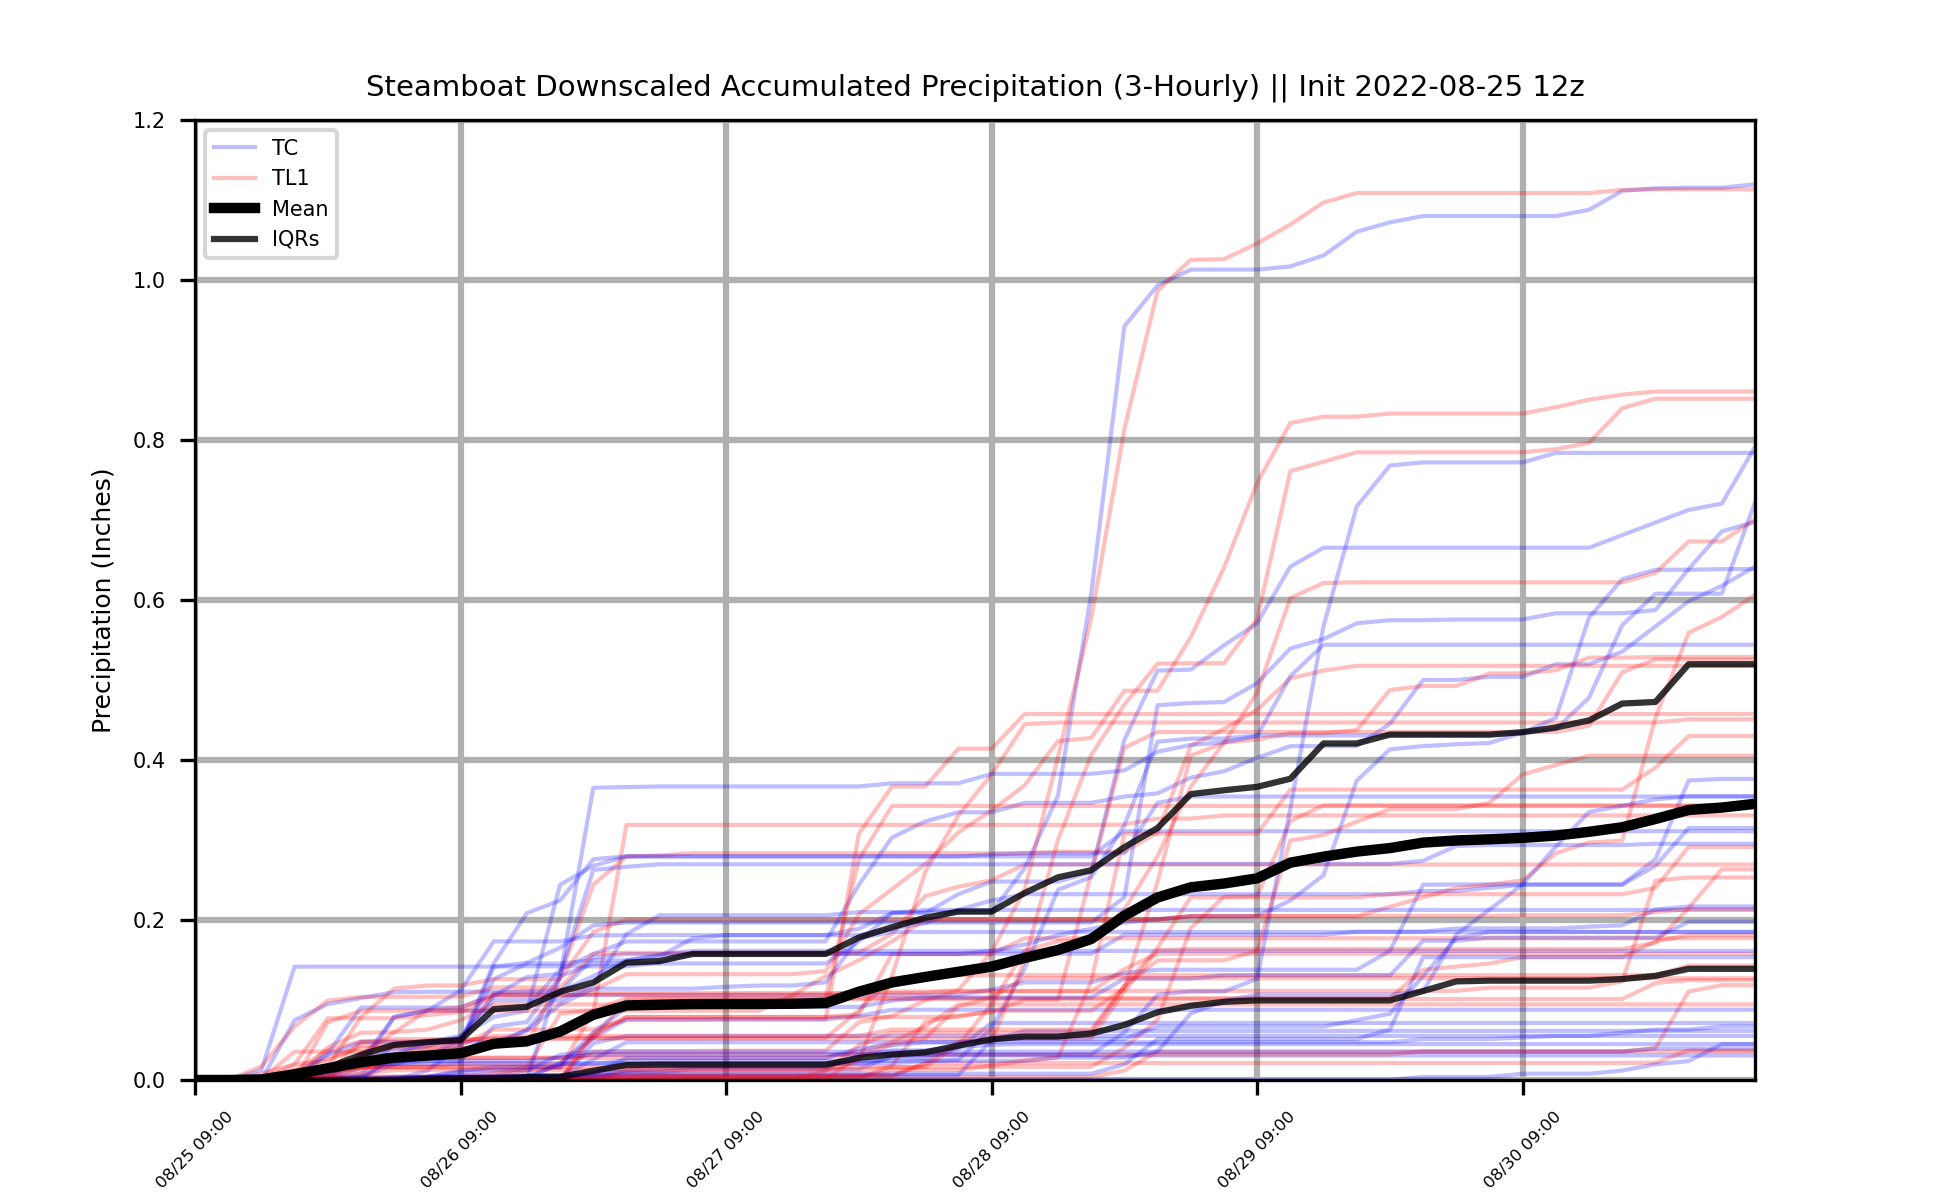 Steamboat Downscaled Accumulated Precipitation (3-Hourly) || Init 2022-08-25 12z
1.2
1.0
0.8
0.6
0.4
0.2
0.0
Precipitation (Inches)
TC
TL1
Mean
IQRs
08/25 09:00
08/26 09:00
08/27 09:00
08/28 09:00
08/29 09:00
08/30 09:00